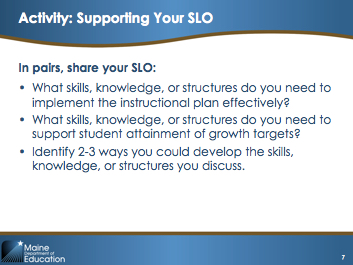 Activity: Supporting Your SLO
In pairs, share your SLO:
• What skills, knowledge, or structures do you need to
implement the instructional plan effectively?
• What skills, knowledge, or structures do you need to
support student attainment of growth targets?
• Identify 2-3 ways you could develop the skills,
knowledge, or structures you discuss.
Maine
Department of
Education
7